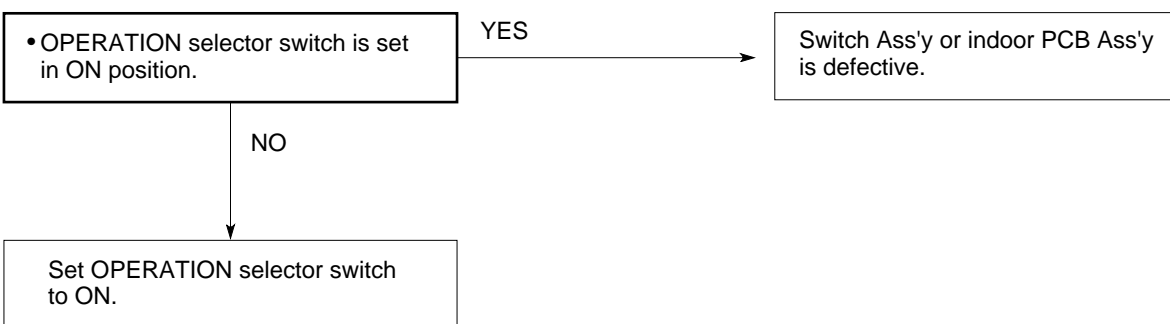 • OPERATION selector switch is set
in ON position.
YES
Switch Ass'y or indoor PCB Ass'y
is defective.
NO
Set OPERATION selector switch
to ON.